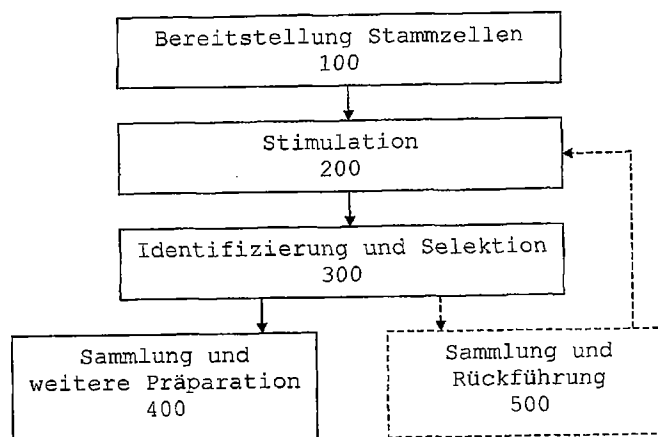 Bereitstellung Stammzellen
100
Stimulation
200
Identifizierung und Selektion
300
Sammlung und
weitere Präparation
400
Sammlung und
Rückführung
500